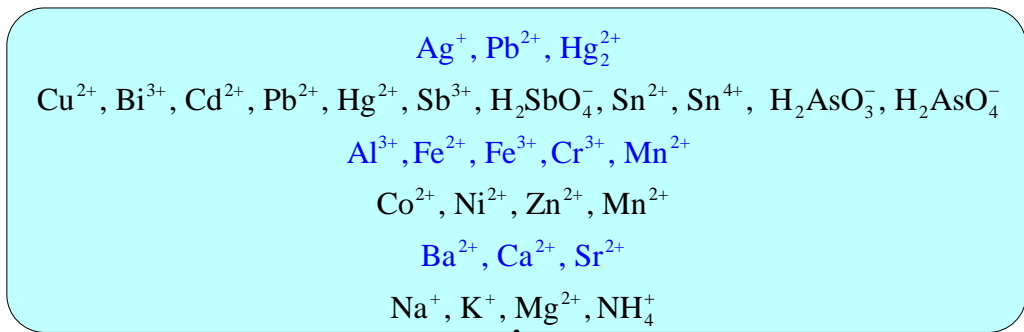 Ag⁺, Pb²⁺, Hg₂²⁺
Cu²⁺, Bi³⁺, Cd²⁺, Pb²⁺, Hg²⁺, Sb³⁺, H₂SbO₄⁻, Sn²⁺, Sn⁴⁺, H₂AsO₃⁻, H₂AsO₄⁻
Al³⁺, Fe²⁺, Fe³⁺, Cr³⁺, Mn²⁺
Co²⁺, Ni²⁺, Zn²⁺, Mn²⁺
Ba²⁺, Ca²⁺, Sr²⁺
Na⁺, K⁺, Mg²⁺, NH₄⁺